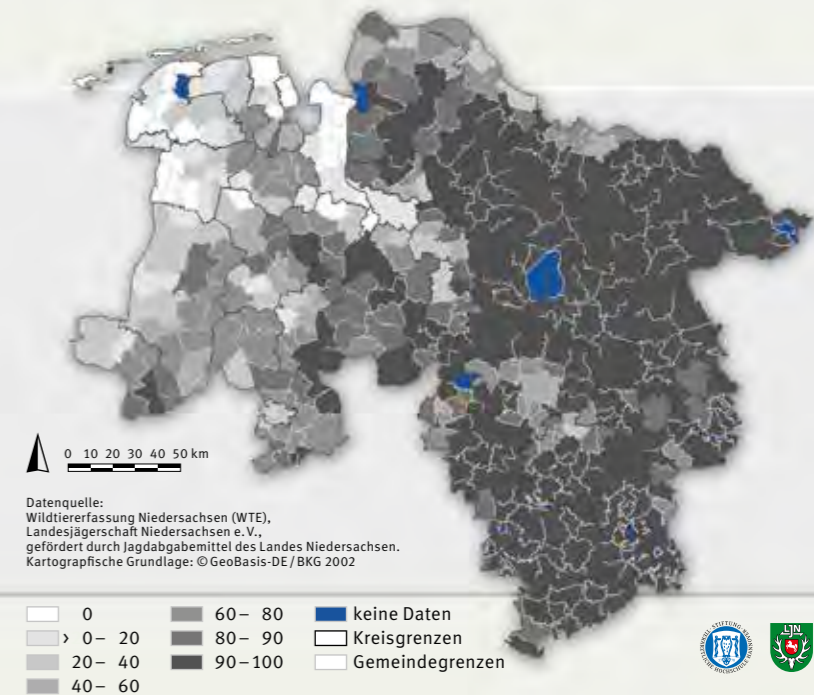 0 10 20 30 40 50 km
Datenquelle:
Wildtiererfassung Niedersachsen (WTE),
Landesjägerschaft Niedersachsen e. V.,
gefördert durch Jagdabgabemittel des Landes Niedersachsen.
Kartografische Grundlage: © GeoBasis-DE / BKG 2002
0
> 0 – 20
20 – 40
40 – 60
60 – 80
80 – 90
90 – 100
keine Daten
Kreisgrenzen
Gemeindegrenzen
LJN